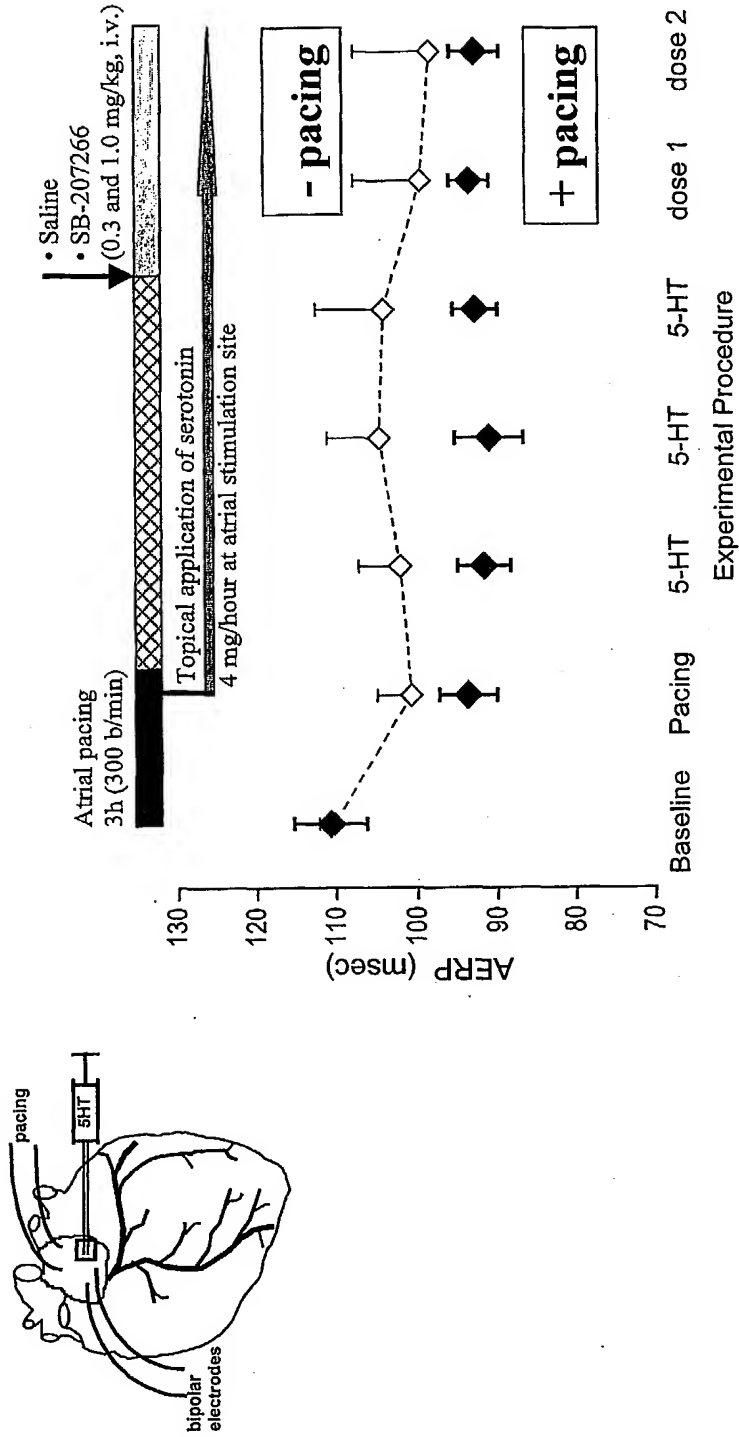 pacing
5HT
bipolar
electrodes
Atrial pacing
3h (300 b/min)
• Saline
• SB-207266
(0.3 and 1.0 mg/kg, i.v.)
Topical application of serotonin
4 mg/hour at atrial stimulation site
- pacing
+ pacing
AERP (msec)
130
120
110
100
90
80
70
Baseline Pacing 5-HT 5-HT 5-HT dose 1 dose 2
Experimental Procedure